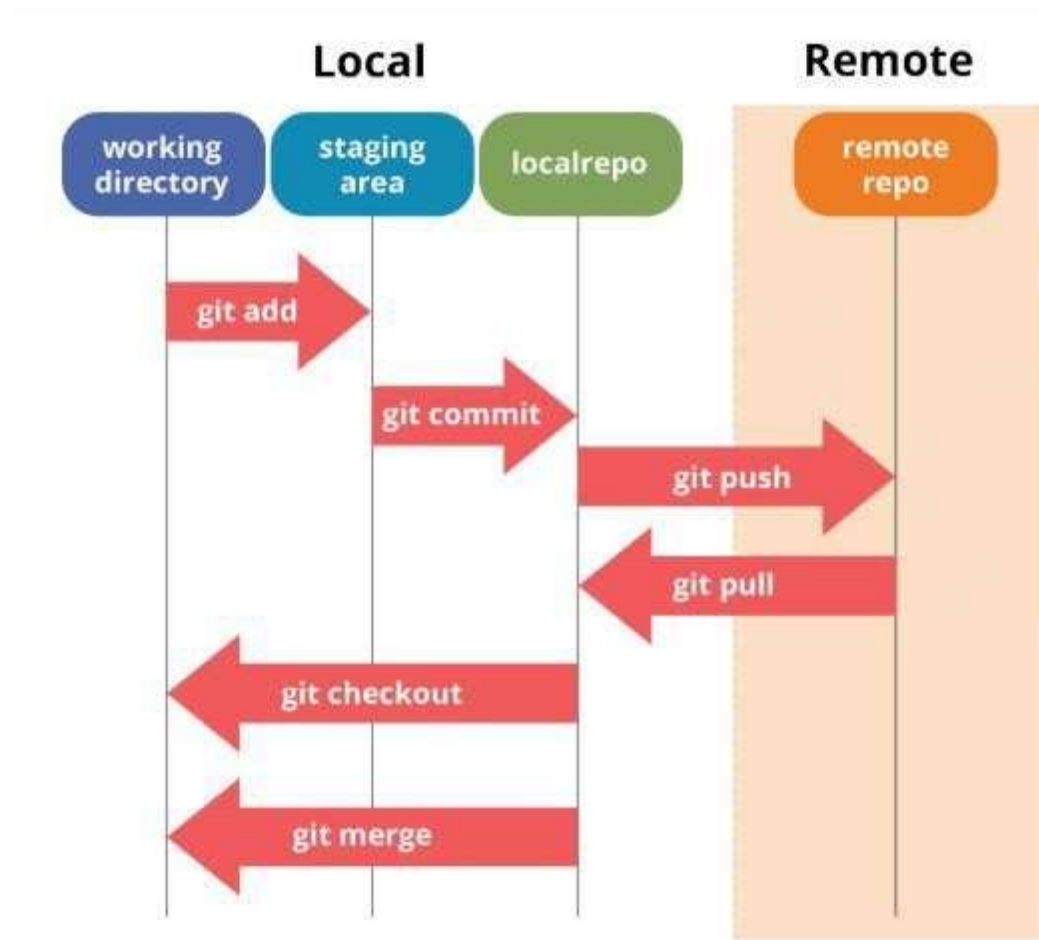 Local
Remote
working
directory
staging
area
localrepo
remote
repo
git add
git commit
git push
git pull
git checkout
git merge